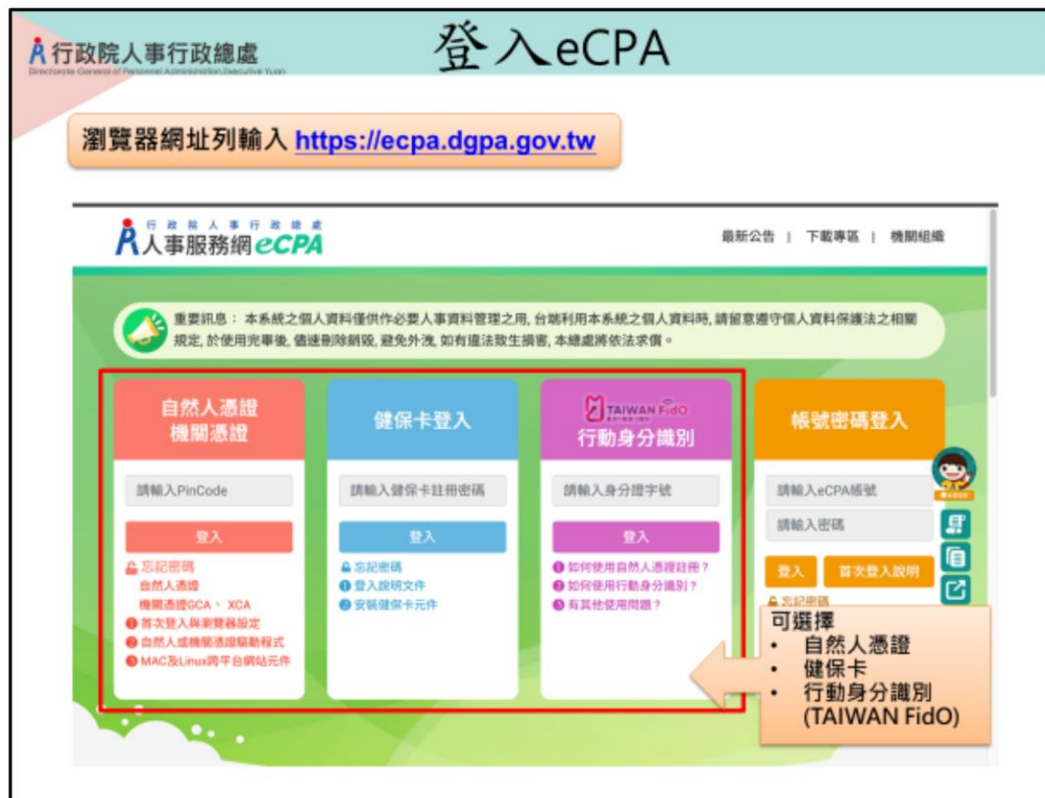 行政院人事行政總處
Directorate-General of Personnel Administration, Executive Yuan
登入eCPA
瀏覽器網址列輸入 https://ecpa.dgpa.gov.tw
行政院人事行政總處
人事服務網eCPA
最新公告 | 下載專區 | 機關組織
重要訊息： 本系統之個人資料僅供作必要人事資料管理之用, 台端利用本系統之個人資料時, 請留意遵守個人資料保護法之相關
規定, 於使用完畢後, 儘速刪除銷毀, 避免外洩, 如有違法致生損害, 本總處將依法求償。
自然人憑證
機關憑證
請輸入PinCode
登入
忘記密碼
自然人憑證
機關憑證GCA、 XCA
❶ 首次登入與瀏覽器設定
❷ 自然人或機關憑證驅動程式
❸ MAC及Linux跨平台網站元件
健保卡登入
請輸入健保卡註冊密碼
登入
忘記密碼
❶ 登入說明文件
❷ 安裝健保卡元件
TAIWAN FidO
行動身分識別
請輸入身分證字號
登入
❶ 如何使用自然人憑證註冊？
❷ 如何使用行動身分識別？
❸ 有其他使用問題？
帳號密碼登入
請輸入eCPA帳號
請輸入密碼
登入
首次登入說明
忘記密碼
可選擇
• 自然人憑證
• 健保卡
• 行動身分識別
(TAIWAN FidO)